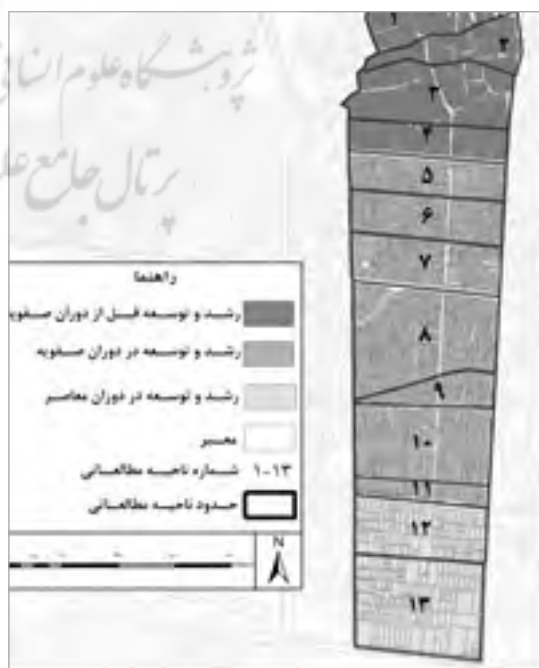 پژوهشگاه علوم انسانی
پرتال جامع علو
۱
۲
۳
۴
۵
۶
۷
۸
۹
۱۰
۱۱
۱۲
۱۳
راهنما
رشد و توسعه قبل از دوران صفویه
رشد و توسعه در دوران صفویه
رشد و توسعه در دوران معاصر
معبر
۱-۱۳ شماره ناحیه مطالعاتی
حدود ناحیه مطالعاتی
N